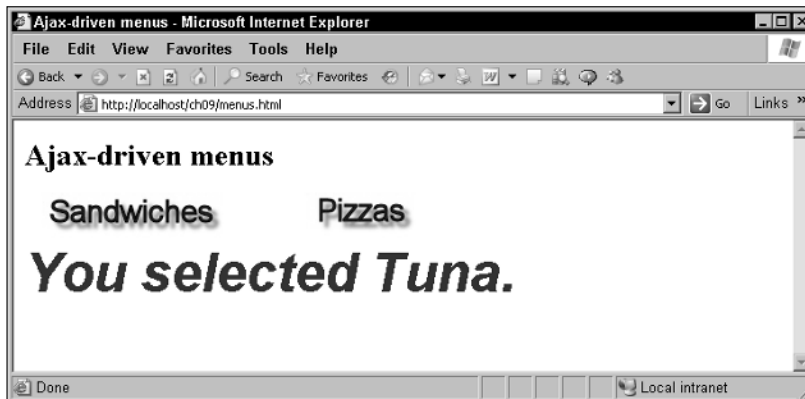 Ajax-driven menus - Microsoft Internet Explorer
File Edit View Favorites Tools Help
Back Search Favorites
Address http://localhost/ch09/menus.html Go Links »
Ajax-driven menus
Sandwiches Pizzas
You selected Tuna.
Done Local intranet